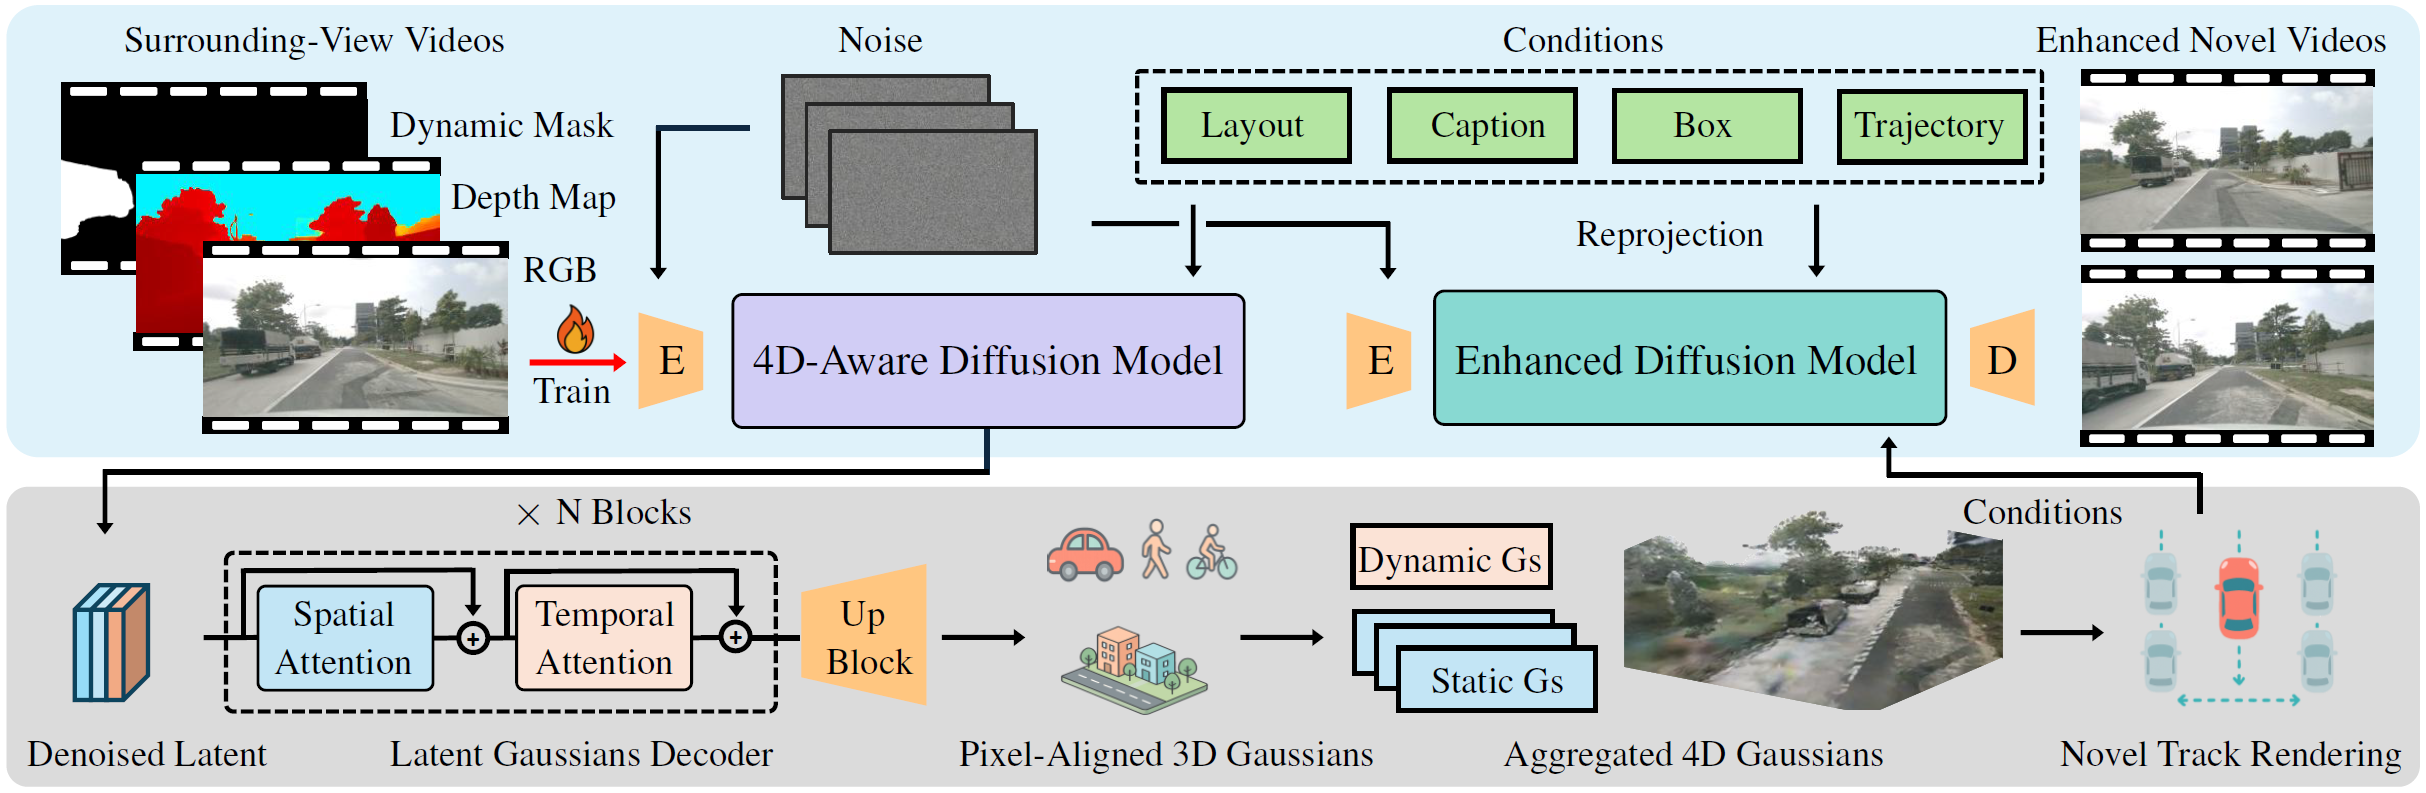 Surrounding-View Videos
Noise
Conditions
Enhanced Novel Videos
Dynamic Mask
Depth Map
RGB
Train
Layout
Caption
Box
Trajectory
Reprojection
E
4D-Aware Diffusion Model
E
Enhanced Diffusion Model
D
× N Blocks
Conditions
Spatial
Attention
+
Temporal
Attention
+
Up
Block
Dynamic Gs
Static Gs
Denoised Latent
Latent Gaussians Decoder
Pixel-Aligned 3D Gaussians
Aggregated 4D Gaussians
Novel Track Rendering